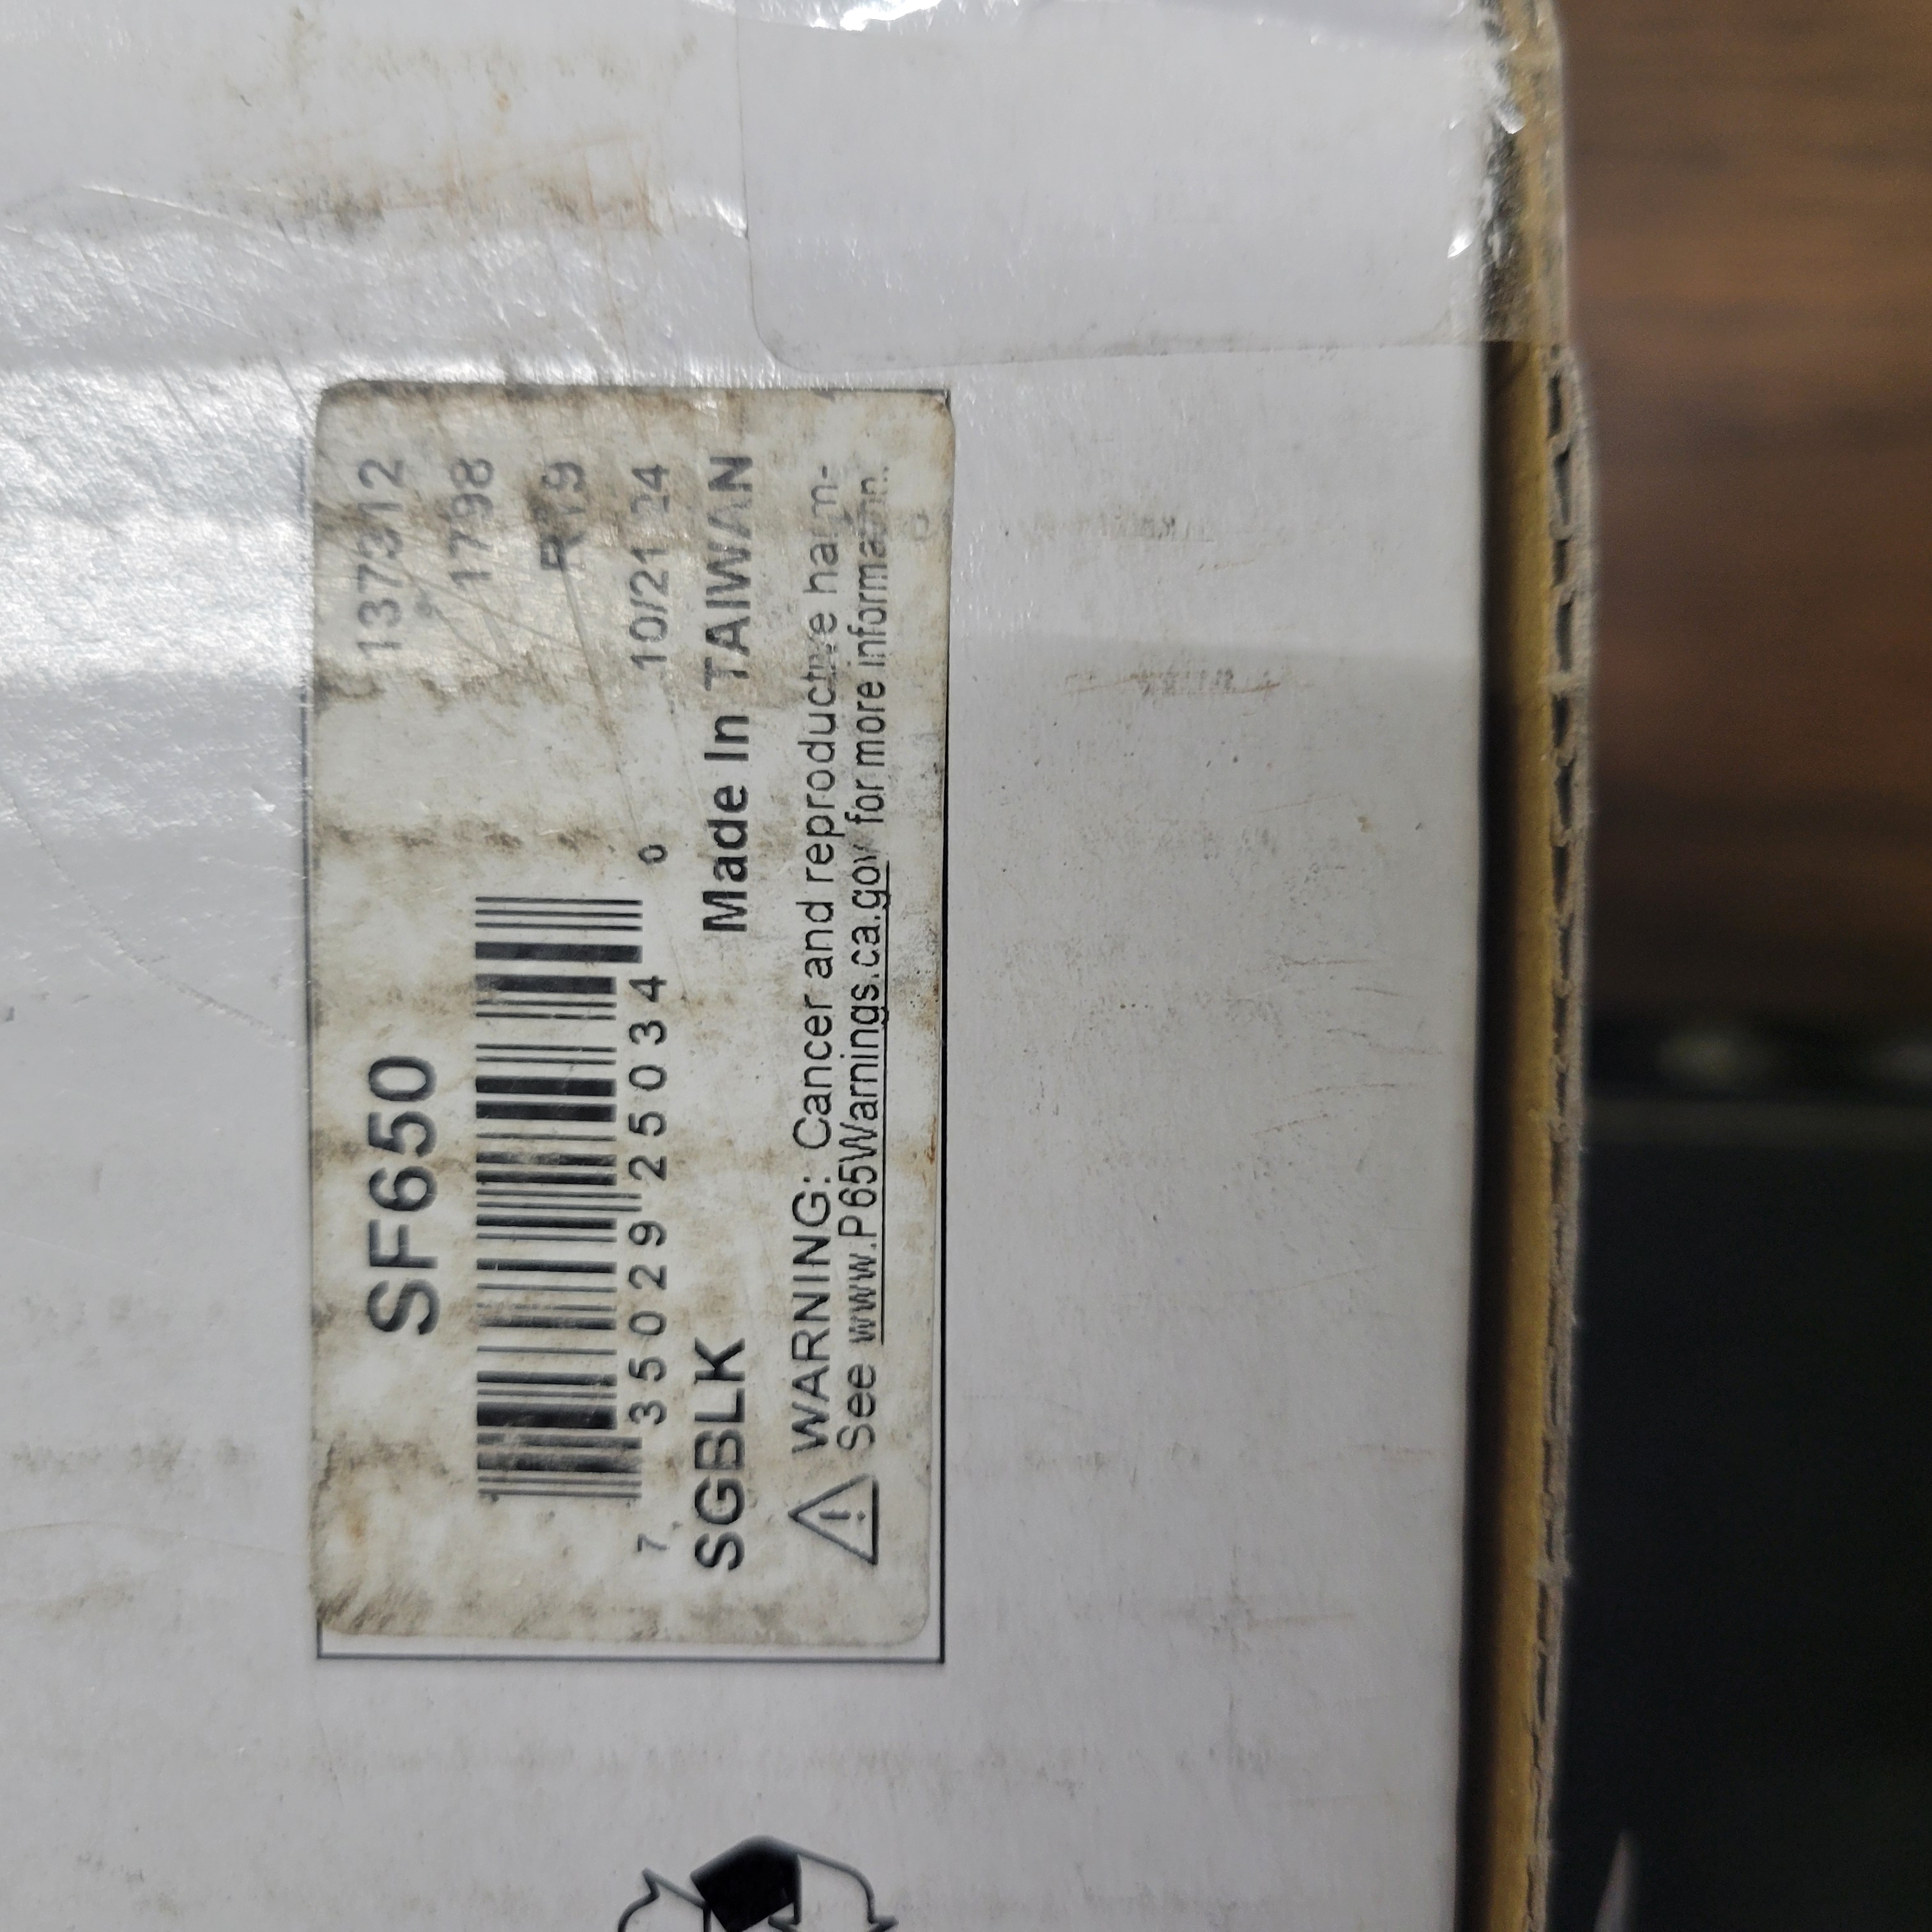 SF650
137312
1798
R19
7 35029 25034 0
10/21
SGBLK
Made In TAIWAN
WARNING: Cancer and reproductive harm-
See www.P65Warnings.ca.gov for more information.